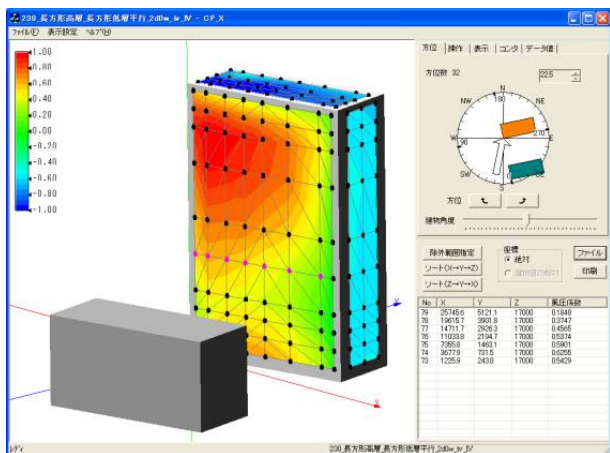 230_長方形高層_長方形低層平行_2d0w_iv_IV - CP_X
ファイル(F) 表示設定 ヘルプ(H)
1.00
0.80
0.60
0.40
0.20
0.00
-0.20
-0.40
-0.60
-0.80
-1.00
方位 操作 表示 コンタ データ値
方位数 32
225
N
180
NW
NE
W
90
270
E
SW
0
SE
S
方位
建物角度
除外範囲指定
ソート(X→Y→Z)
ソート(Z→Y→X)
座標
絶対
ファイル
印刷
No X Y Z 風圧係数
79 25745.6 5121.1 17000 0.1848
78 19615.7 3901.8 17000 0.3747
77 14711.7 2926.3 17000 0.4565
76 11033.8 2194.7 17000 0.5374
75 7355.8 1463.1 17000 0.5901
74 3677.9 731.5 17000 0.6255
73 1225.9 243.8 17000 0.5429
X
レディ
230_長方形高層_長方形低層平行_2d0w_iv_IV